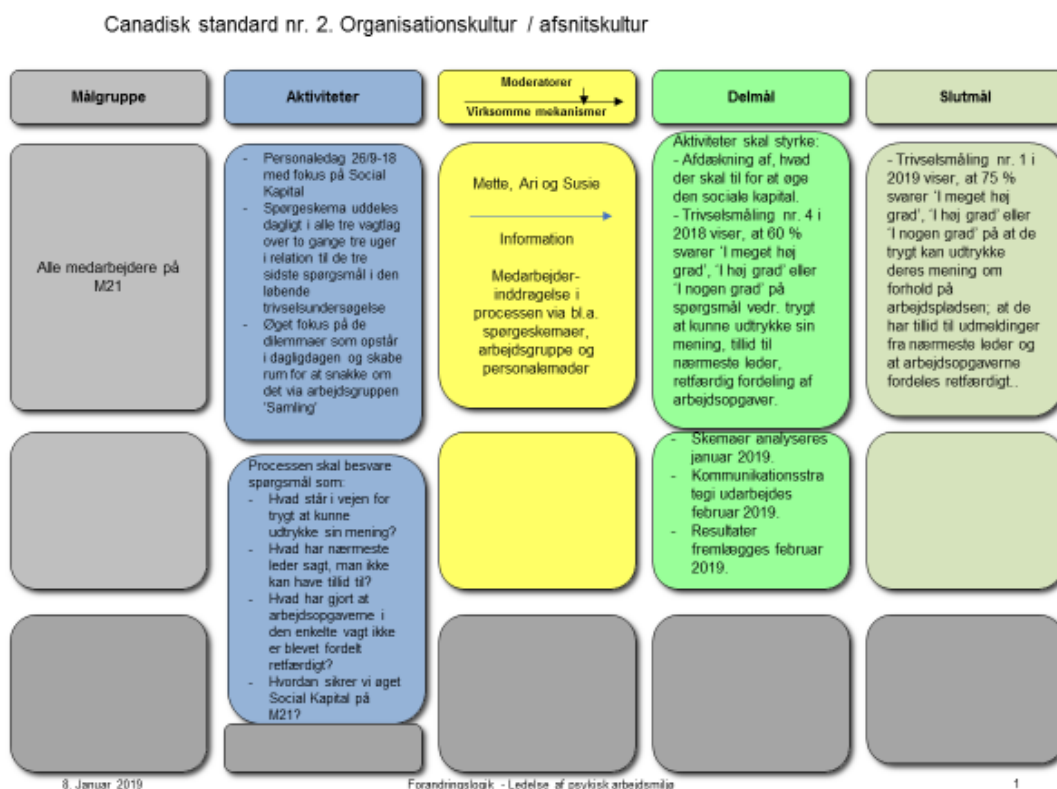 Canadisk standard nr. 2. Organisationskultur / afsnitskultur
Målgruppe
Aktiviteter
Moderatorer
Virksomme mekanismer
Delmål
Slutmål
Alle medarbejdere på
M21
- Personaledag 26/9-18
med fokus på Social
Kapital
- Spørgeskema uddeles
dagligt i alle tre vagtlag
over to gange tre uger
i relation til de tre
sidste spørgsmål i den
løbende
trivselsundersøgelse
- Øget fokus på de
dilemmaer som opstår
i dagligdagen og skabe
rum for at snakke om
det via arbejdsgruppen
'Samling'
Processen skal besvare
spørgsmål som:
- Hvad står i vejen for
trygt at kunne
udtrykke sin mening?
- Hvad har nærmeste
leder sagt, man ikke
kan have tillid til?
- Hvad har gjort at
arbejdsopgaverne i
den enkelte vagt ikke
er blevet fordelt
retfærdigt?
- Hvordan sikrer vi øget
Social Kapital på
M21?
Mette, Ari og Susie
Information
Medarbejder-
inddragelse i
processen via bl.a.
spørgeskemaer,
arbejdsgruppe og
personalemøder
Aktiviteter skal styrke:
- Afdækning af, hvad
der skal til for at øge
den sociale kapital.
- Trivselsmåling nr. 4 i
2018 viser, at 60 %
svarer 'I meget høj
grad', 'I høj grad' eller
'I nogen grad' på
spørgsmål vedr. trygt
at kunne udtrykke sin
mening, tillid til
nærmeste leder,
retfærdig fordeling af
arbejdsopgaver.
- Skemaer analyseres
januar 2019.
- Kommunikationsstra
tegi udarbejdes
februar 2019.
- Resultater
fremlægges februar
2019.
- Trivselsmåling nr. 1 i
2019 viser, at 75 %
svarer 'I meget høj
grad', 'I høj grad' eller
'I nogen grad' på at de
trygt kan udtrykke
deres mening om
forhold på
arbejdspladsen; at de
har tillid til udmeldinger
fra nærmeste leder og
at arbejdsopgaverne
fordeles retfærdigt..
8. Januar 2019
Forandringslogik - Ledelse af psykisk arbejdsmiljø
1